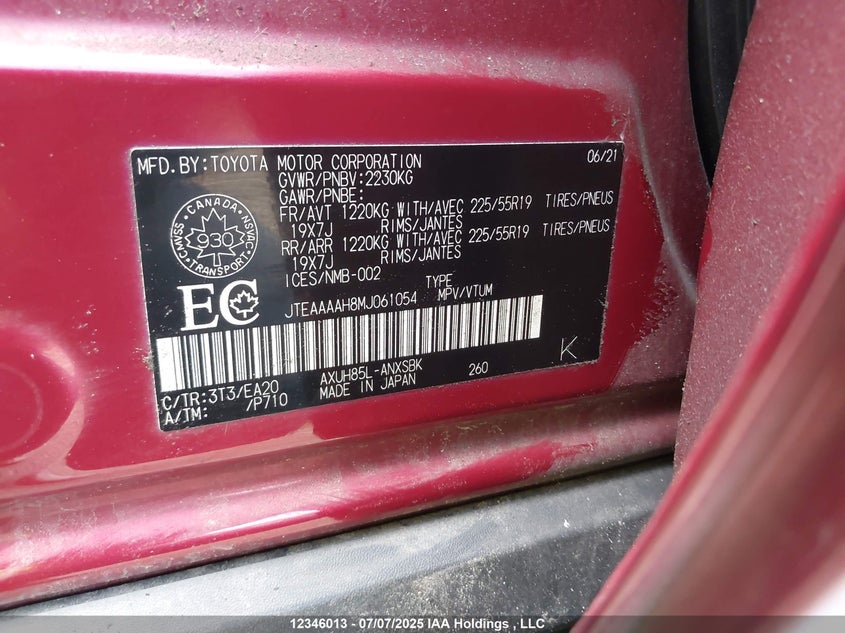 MFD.BY:TOYOTA MOTOR CORPORATION 06/21
GVWR/PNBV:2230KG
GAWR/PNBE:
FR/AVT 1220KG WITH/AVEC 225/55R19 TIRES/PNEUS
19X7J RIMS/JANTES
RR/ARR 1220KG WITH/AVEC 225/55R19 TIRES/PNEUS
19X7J RIMS/JANTES
ICES/NMB-002 TYPE
JTEAAAAH8MJ061054 MPV/VTUM
CANADA
CMVSS NSVAC
930
TRANSPORT
EC
K
C/TR:3T3/EA20 AXUH85L-ANXSBK 260
A/TM: /P710 MADE IN JAPAN
12346013 - 07/07/2025 IAA Holdings , LLC